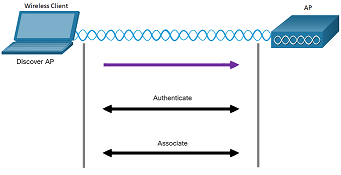 Wireless Client
AP
Discover AP
Authenticate
Associate